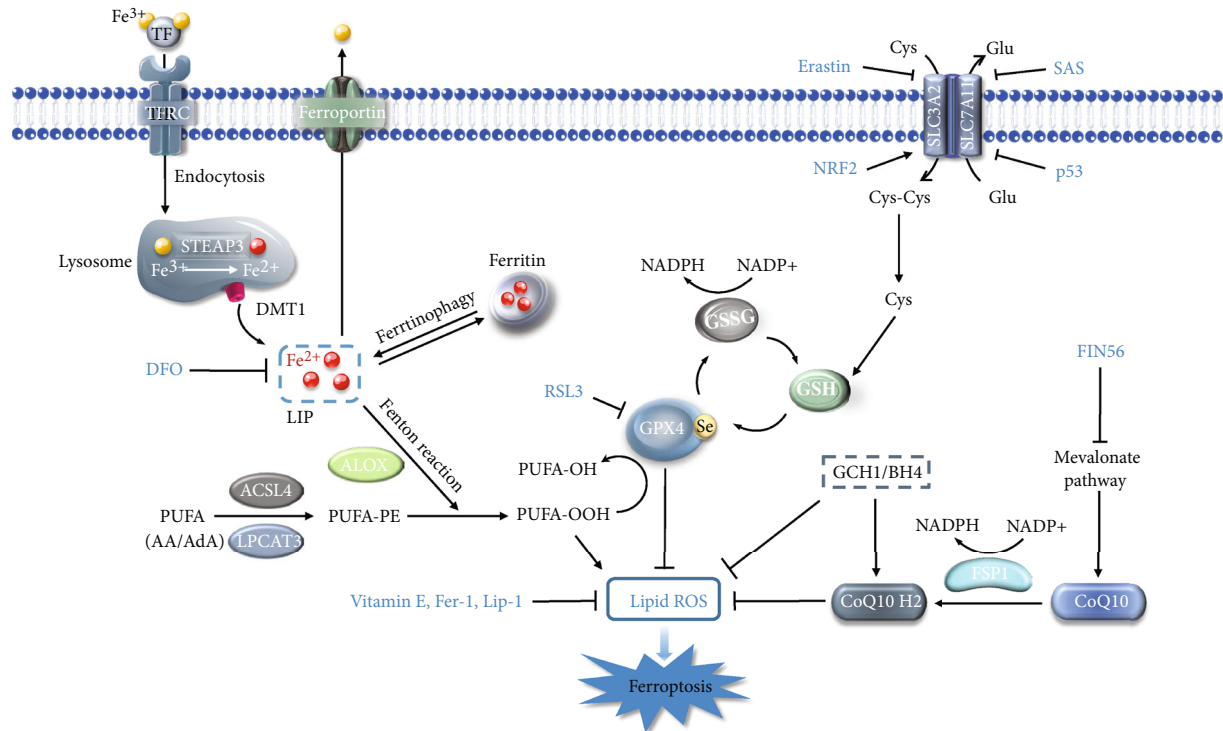 Fe3+
TF
TFRC
Ferroportin
Endocytosis
Lysosome
STEAP3
Fe3+
Fe2+
DMT1
DFO
Fe2+
LIP
Ferrtinophagy
Ferritin
Fenton reaction
ALOX
ACSL4
LPCAT3
PUFA
(AA/AdA)
PUFA-PE
PUFA-OOH
PUFA-OH
Cys
Glu
Erastin
SAS
SLC3A2
SLC7A11
NRF2
p53
Cys-Cys
Glu
Cys
NADPH
NADP+
GSSG
GSH
RSL3
GPX4
Se
FIN56
Mevalonate
pathway
GCH1/BH4
NADPH
NADP+
FSP1
CoQ10 H2
CoQ10
Vitamin E, Fer-1, Lip-1
Lipid ROS
Ferroptosis